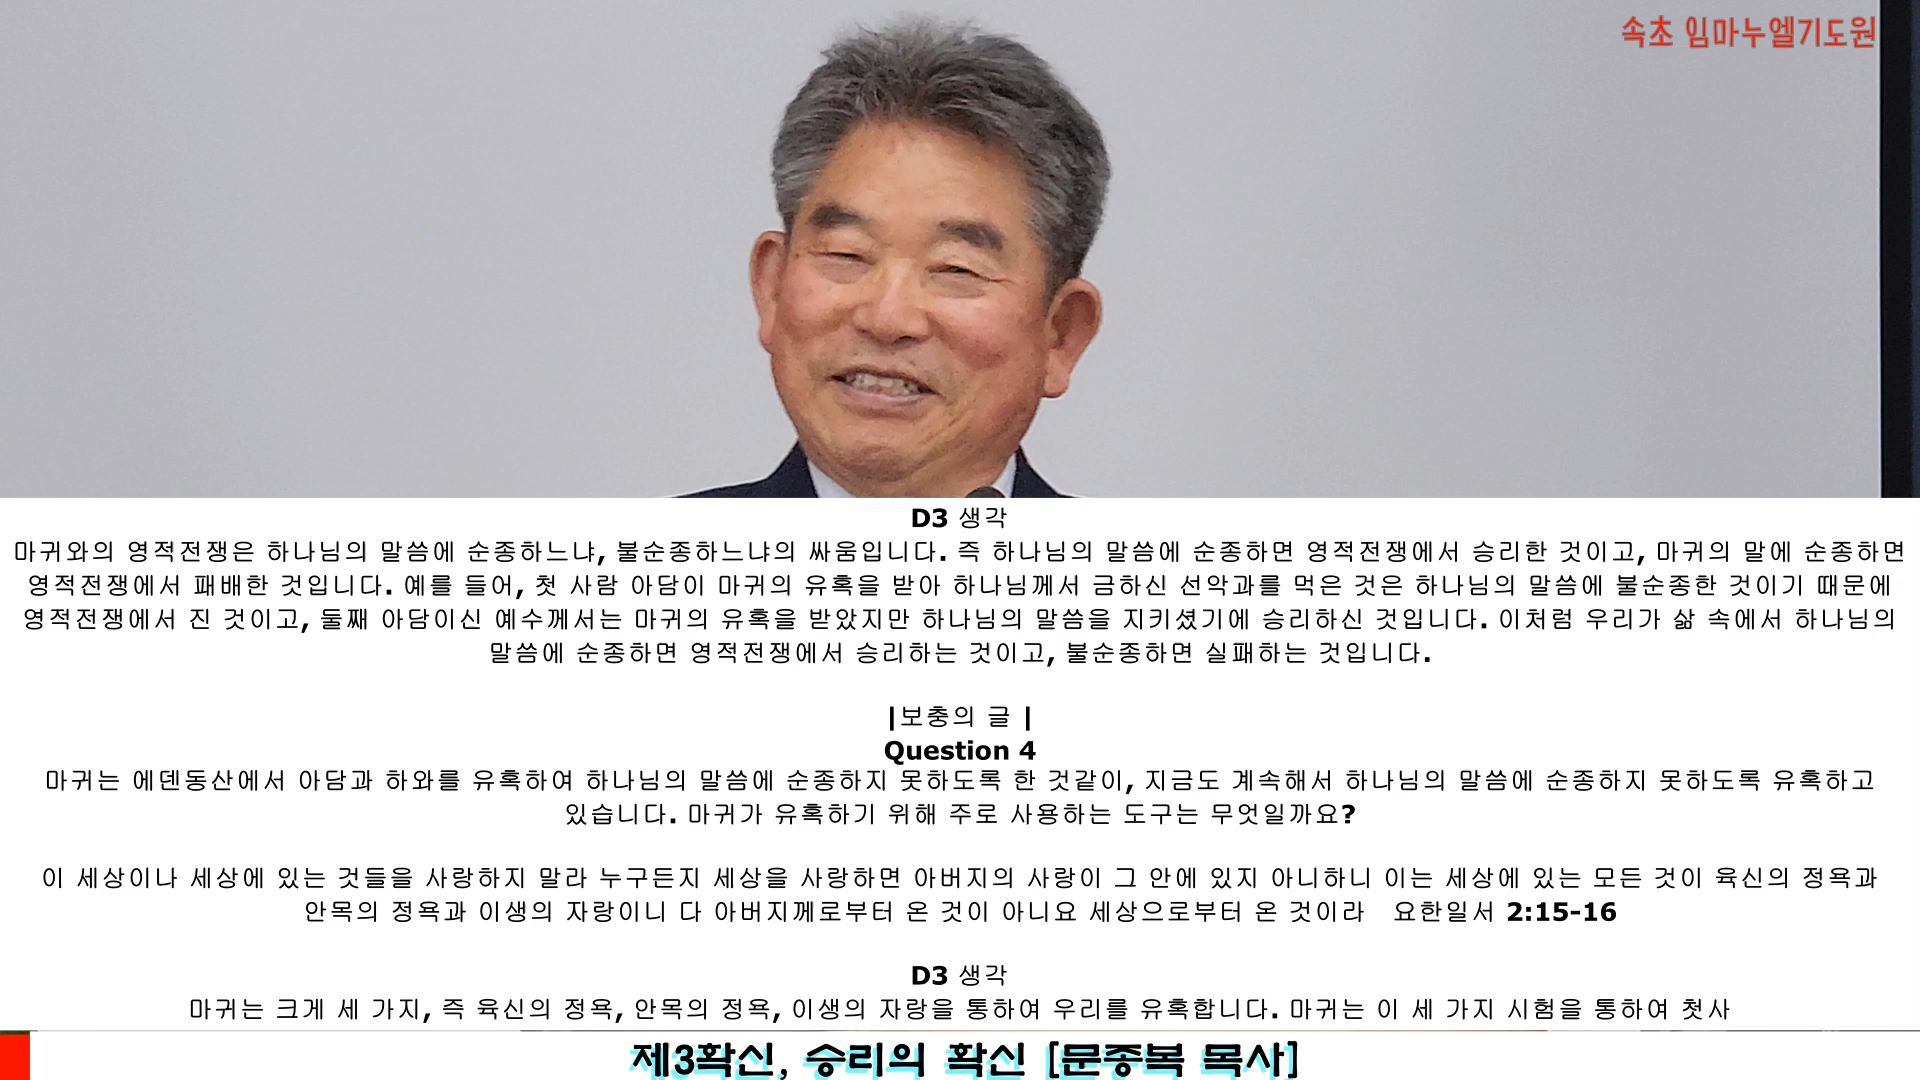 속초 임마누엘기도원
D3 생각
마귀와의 영적전쟁은 하나님의 말씀에 순종하느냐, 불순종하느냐의 싸움입니다. 즉 하나님의 말씀에 순종하면 영적전쟁에서 승리한 것이고, 마귀의 말에 순종하면
영적전쟁에서 패배한 것입니다. 예를 들어, 첫 사람 아담이 마귀의 유혹을 받아 하나님께서 금하신 선악과를 먹은 것은 하나님의 말씀에 불순종한 것이기 때문에
영적전쟁에서 진 것이고, 둘째 아담이신 예수께서는 마귀의 유혹을 받았지만 하나님의 말씀을 지키셨기에 승리하신 것입니다. 이처럼 우리가 삶 속에서 하나님의
말씀에 순종하면 영적전쟁에서 승리하는 것이고, 불순종하면 실패하는 것입니다.
|보충의 글 |
Question 4
마귀는 에덴동산에서 아담과 하와를 유혹하여 하나님의 말씀에 순종하지 못하도록 한 것같이, 지금도 계속해서 하나님의 말씀에 순종하지 못하도록 유혹하고
있습니다. 마귀가 유혹하기 위해 주로 사용하는 도구는 무엇일까요?
이 세상이나 세상에 있는 것들을 사랑하지 말라 누구든지 세상을 사랑하면 아버지의 사랑이 그 안에 있지 아니하니 이는 세상에 있는 모든 것이 육신의 정욕과
안목의 정욕과 이생의 자랑이니 다 아버지께로부터 온 것이 아니요 세상으로부터 온 것이라 요한일서 2:15-16
D3 생각
마귀는 크게 세 가지, 즉 육신의 정욕, 안목의 정욕, 이생의 자랑을 통하여 우리를 유혹합니다. 마귀는 이 세 가지 시험을 통하여 첫사
제3확신, 승리의 확신 [문종복 목사]